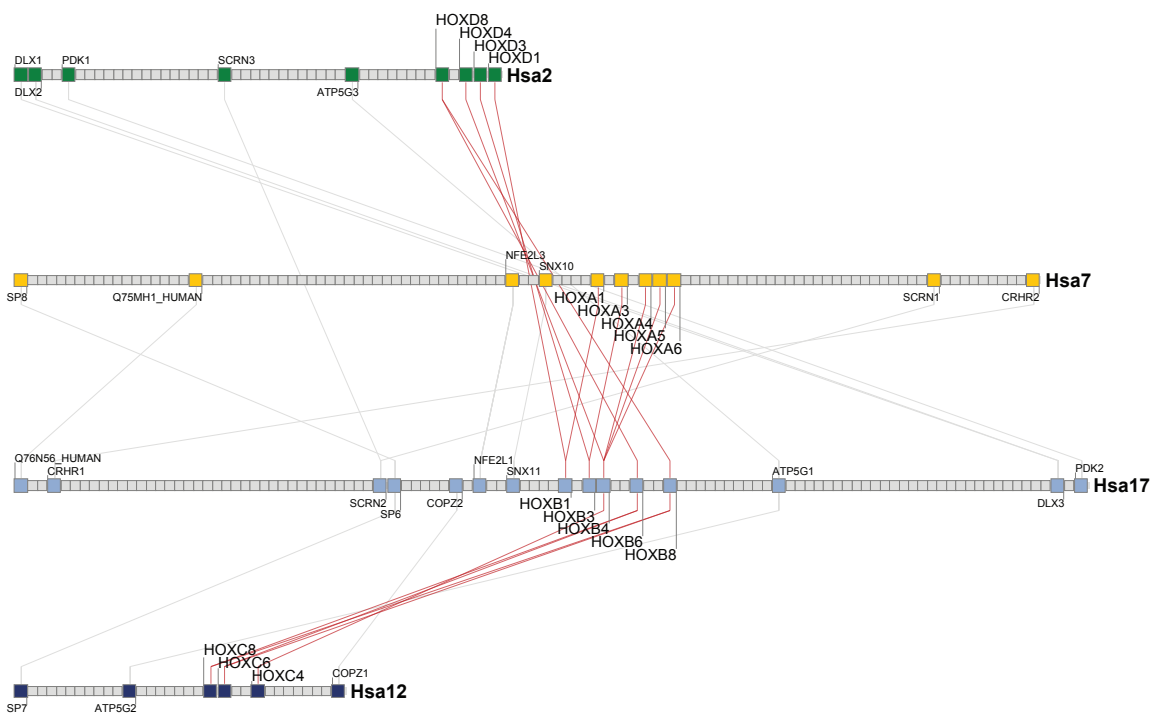 HOXD8
HOXD4
HOXD3
HOXD1
DLX1
PDK1
SCRN3
Hsa2
DLX2
ATP5G3
NFE2L3
SNX10
Hsa7
SP8
Q75MH1_HUMAN
HOXA1
HOXA3
HOXA4
HOXA5
HOXA6
SCRN1
CRHR2
Q76N56_HUMAN
CRHR1
NFE2L1
SNX11
ATP5G1
PDK2
Hsa17
SCRN2
SP6
COPZ2
HOXB1
HOXB3
HOXB4
HOXB6
HOXB8
DLX3
HOXC8
HOXC6
HOXC4
COPZ1
Hsa12
SP7
ATP5G2